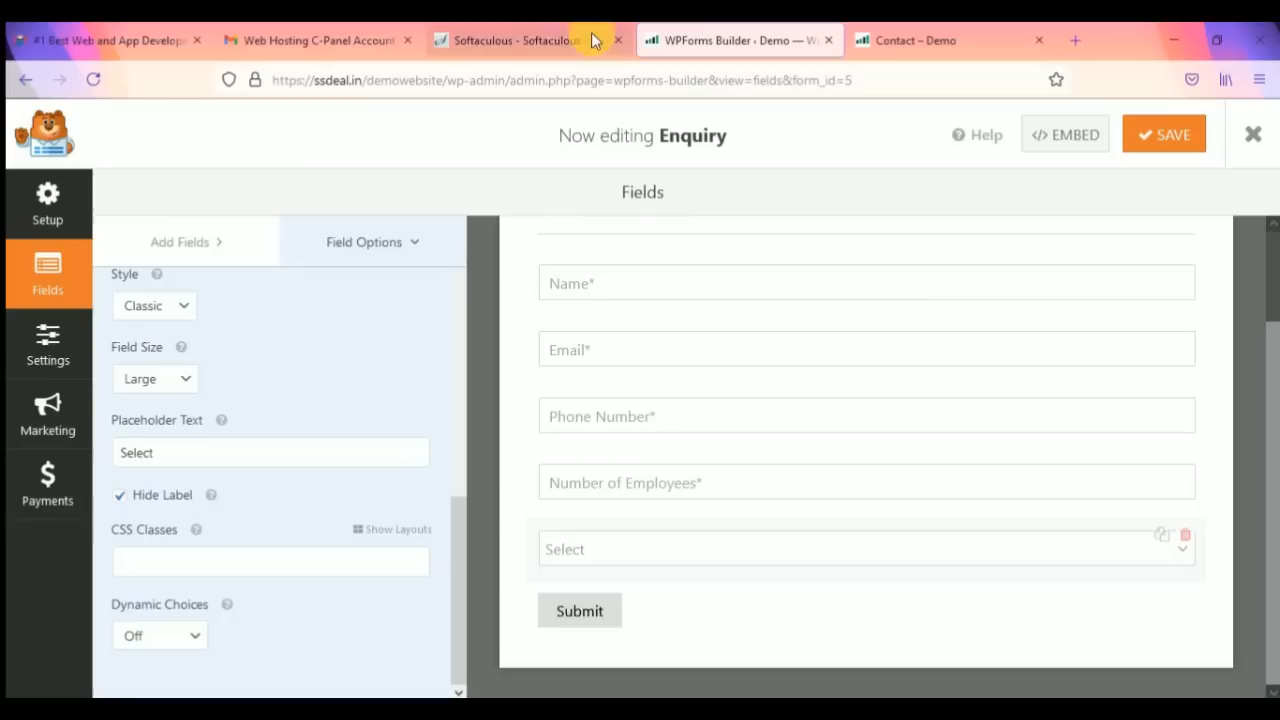 #1 Best Web and App Develop
Web Hosting C-Panel Account
Softaculous - Softaculou
WPForms Builder ‹ Demo — W
Contact – Demo
https://ssdeal.in/demowebsite/wp-admin/admin.php?page=wpforms-builder&view=fields&form_id=5
Now editing Enquiry
Help
</> EMBED
SAVE
Setup
Fields
Settings
Marketing
Payments
Fields
Add Fields
Field Options
Style
Classic
Field Size
Large
Placeholder Text
Select
Hide Label
CSS Classes
Show Layouts
Dynamic Choices
Off
Name*
Email*
Phone Number*
Number of Employees*
Select
Submit